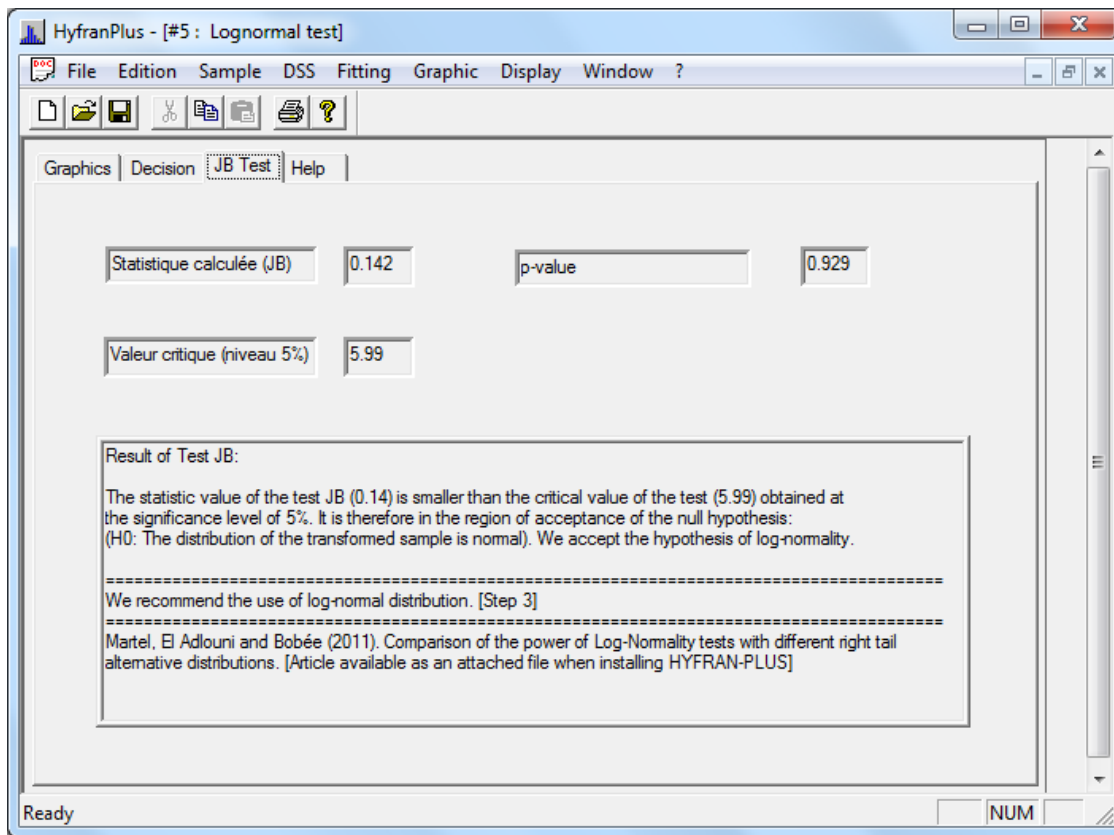 HyfranPlus - [#5 : Lognormal test]
DOC File Edition Sample DSS Fitting Graphic Display Window ?
Graphics Decision JB Test Help
Statistique calculée (JB) 0.142 p-value 0.929
Valeur critique (niveau 5%) 5.99
Result of Test JB:
The statistic value of the test JB (0.14) is smaller than the critical value of the test (5.99) obtained at
the significance level of 5%. It is therefore in the region of acceptance of the null hypothesis:
(H0: The distribution of the transformed sample is normal). We accept the hypothesis of log-normality.
========================================================================================
We recommend the use of log-normal distribution. [Step 3]
========================================================================================
Martel, El Adlouni and Bobée (2011). Comparison of the power of Log-Normality tests with different right tail
alternative distributions. [Article available as an attached file when installing HYFRAN-PLUS]
Ready NUM